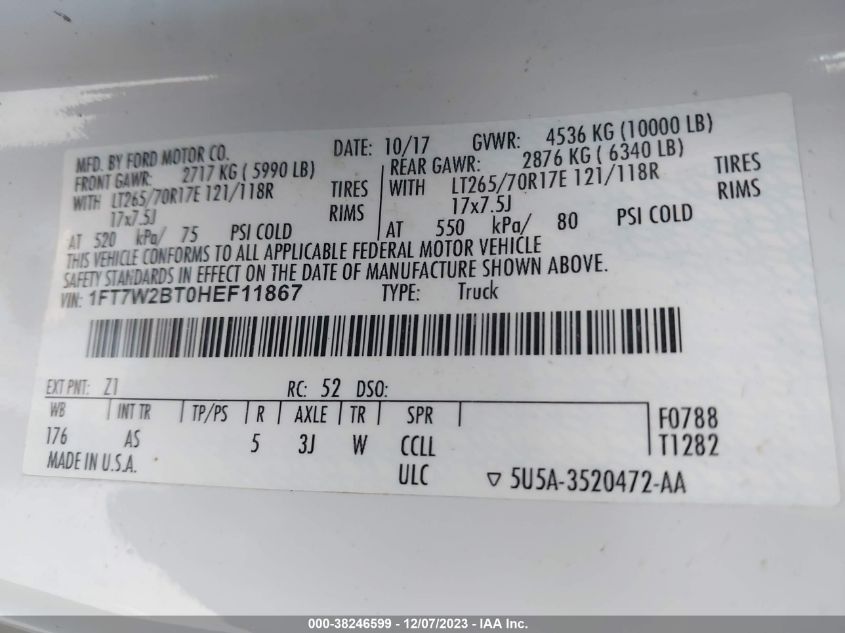 MFD. BY FORD MOTOR CO. DATE: 10/17 GVWR: 4536 KG (10000 LB)
FRONT GAWR: 2717 KG ( 5990 LB) REAR GAWR: 2876 KG ( 6340 LB)
WITH LT265/70R17E 121/118R TIRES WITH LT265/70R17E 121/118R TIRES
17x7.5J RIMS 17x7.5J RIMS
AT 520 kPa/ 75 PSI COLD AT 550 kPa/ 80 PSI COLD
THIS VEHICLE CONFORMS TO ALL APPLICABLE FEDERAL MOTOR VEHICLE
SAFETY STANDARDS IN EFFECT ON THE DATE OF MANUFACTURE SHOWN ABOVE.
VIN: 1FT7W2BT0HEF11867 TYPE: Truck
EXT PNT: Z1 RC: 52 DSO:
WB INT TR TP/PS R AXLE TR SPR F0788
176 AS 5 3J W CCLL T1282
MADE IN U.S.A. ULC 5U5A-3520472-AA
000-38246599 - 12/07/2023 - IAA Inc.